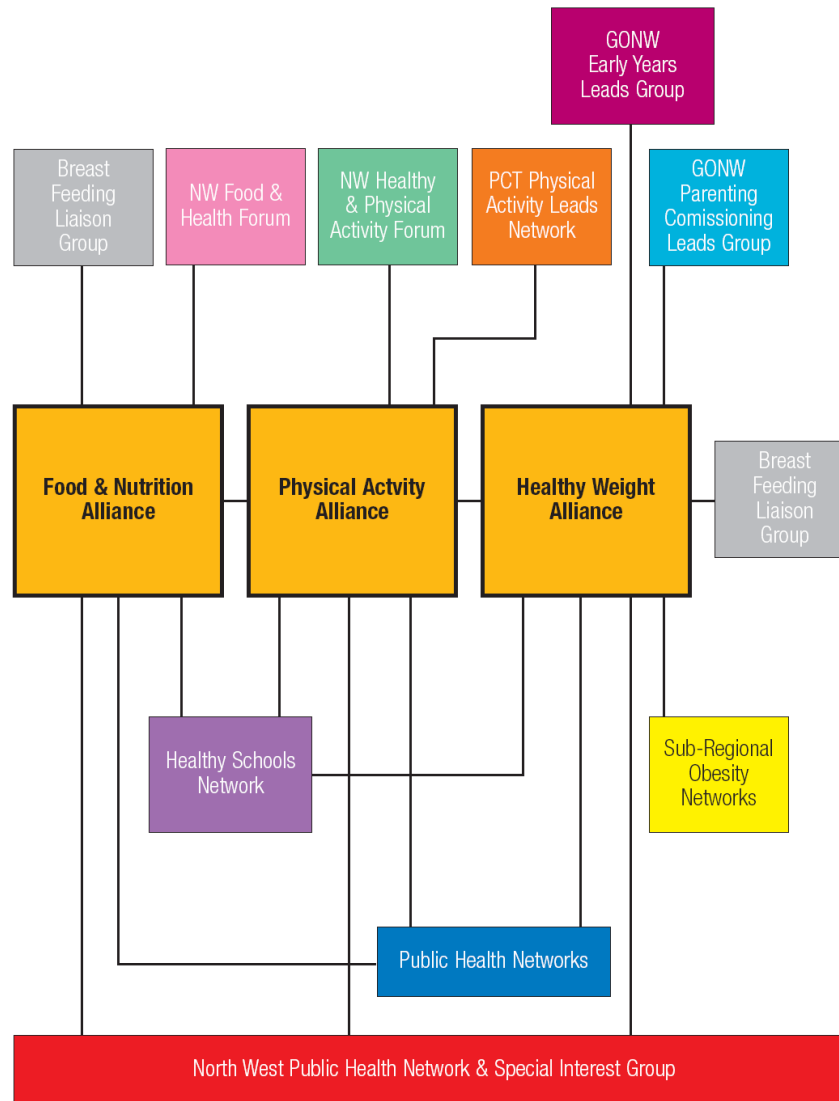 GONW
Early Years
Leads Group
Breast
Feeding
Liaison
Group
NW Food &
Health Forum
NW Healthy
& Physical
Activity Forum
PCT Physical
Activity Leads
Network
GONW
Parenting
Comissioning
Leads Group
Food & Nutrition
Alliance
Physical Actvity
Alliance
Healthy Weight
Alliance
Breast
Feeding
Liaison
Group
Healthy Schools
Network
Sub-Regional
Obesity
Networks
Public Health Networks
North West Public Health Network & Special Interest Group